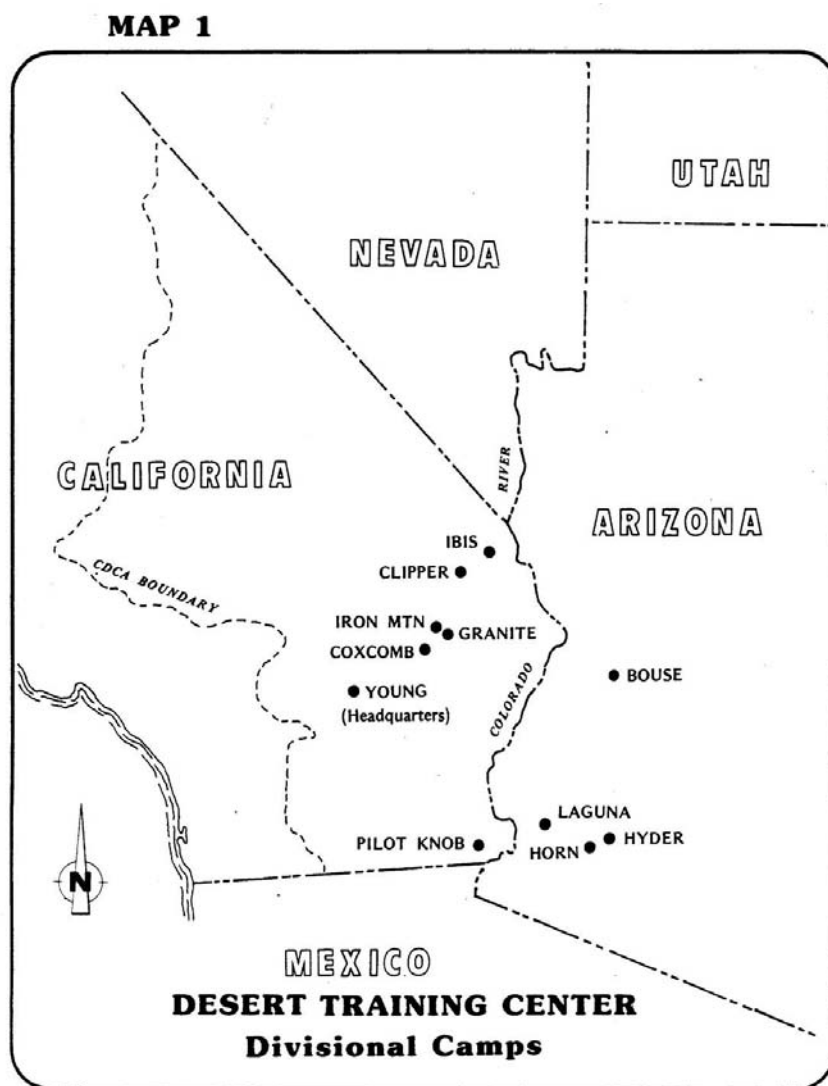 MAP 1
UTAH
NEVADA
RIVER
CALIFORNIA
ARIZONA
IBIS
CLIPPER
CDCA BOUNDARY
IRON MTN
GRANITE
COXCOMB
COLORADO
BOUSE
YOUNG
(Headquarters)
LAGUNA
PILOT KNOB
HYDER
HORN
N
MEXICO
DESERT TRAINING CENTER
Divisional Camps